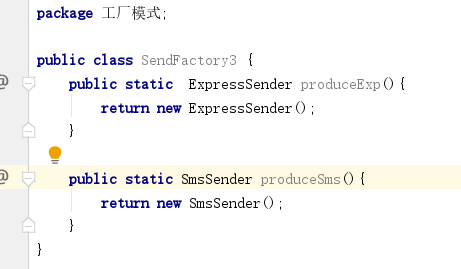 package 工厂模式;
public class SendFactory3 {
public static  ExpressSender produceExp(){
return new ExpressSender();
}
public static SmsSender produceSms(){
return new SmsSender();
}
}